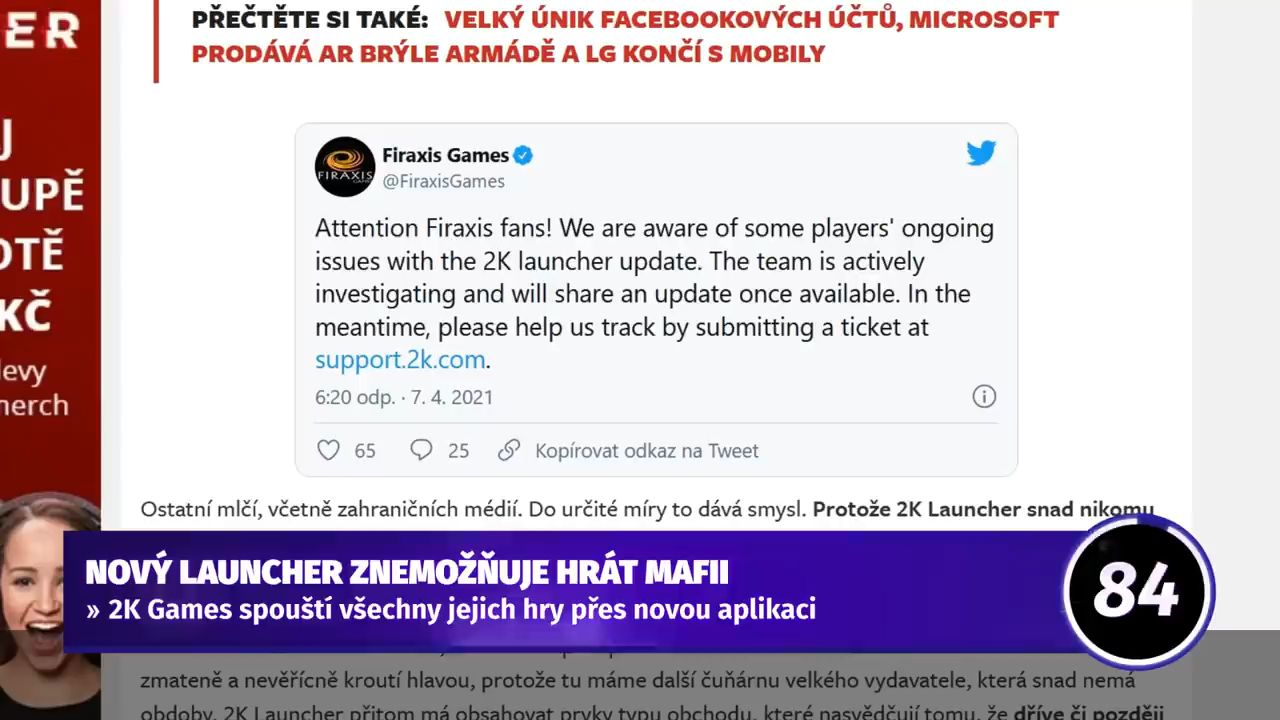 ER
PŘEČTĚTE SI TAKÉ: VELKÝ ÚNIK FACEBOOKOVÝCH ÚČTŮ, MICROSOFT
PRODÁVÁ AR BRÝLE ARMÁDĚ A LG KONČÍ S MOBILY
J
UPĚ
OTĚ
KČ
levy
merch
FIRAXIS
Firaxis Games
@FiraxisGames
Attention Firaxis fans! We are aware of some players' ongoing
issues with the 2K launcher update. The team is actively
investigating and will share an update once available. In the
meantime, please help us track by submitting a ticket at
support.2k.com.
6:20 odp. · 7. 4. 2021
65 25 Kopírovat odkaz na Tweet
Ostatní mlčí, včetně zahraničních médií. Do určité míry to dává smysl. Protože 2K Launcher snad nikomu
NOVÝ LAUNCHER ZNEMOŽŇUJE HRÁT MAFII
» 2K Games spouští všechny jejich hry přes novou aplikaci
84
zmateně a nevěřícně kroutí hlavou, protože tu máme další čuňárnu velkého vydavatele, která snad nemá
obdoby. 2K Launcher přitom má obsahovat prvky typu obchodu, které nasvědčují tomu, že dříve či později